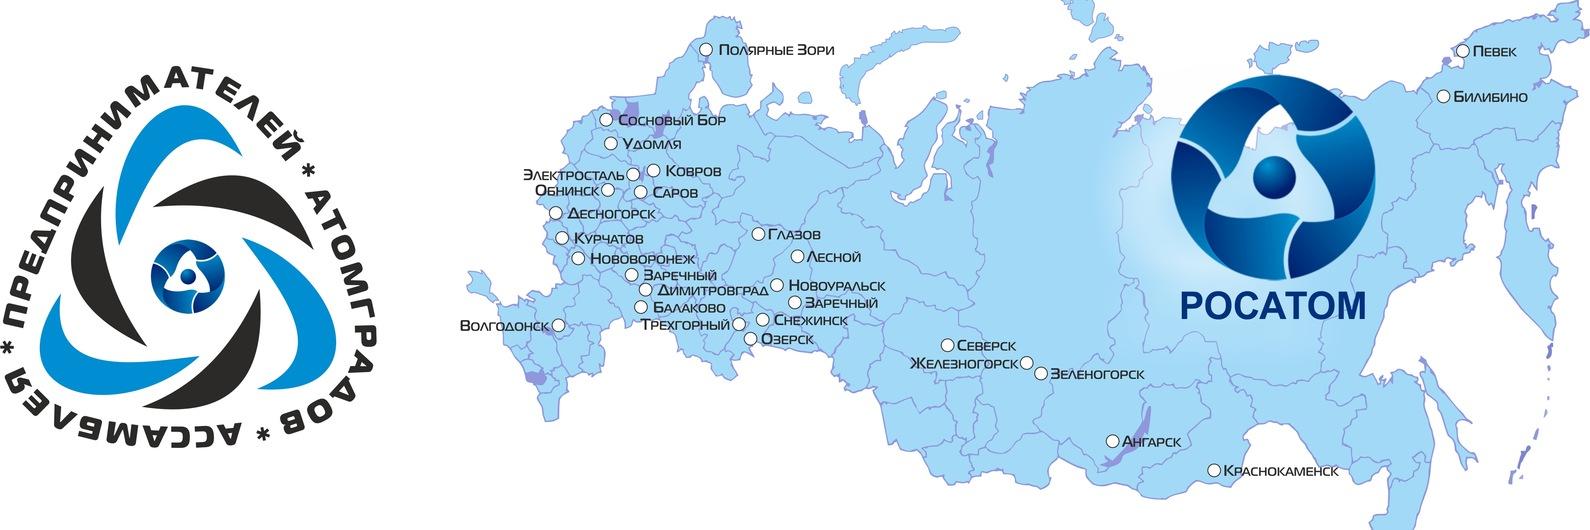 АССАМБЛЕЯ * ПРЕДПРИНИМАТЕЛЕЙ * АТОМГРАДОВ *
Полярные Зори
Певек
Билибино
Сосновый Бор
Удомля
Ковров
Электросталь
Обнинск
Саров
Десногорск
Глазов
Курчатов
Лесной
Нововоронеж
Заречный
Новоуральск
Димитровград
Заречный
Балаково
РОСАТОМ
Снежинск
Трехгорный
Волгодонск
Озерск
Северск
Железногорск
Зеленогорск
Ангарск
Краснокаменск